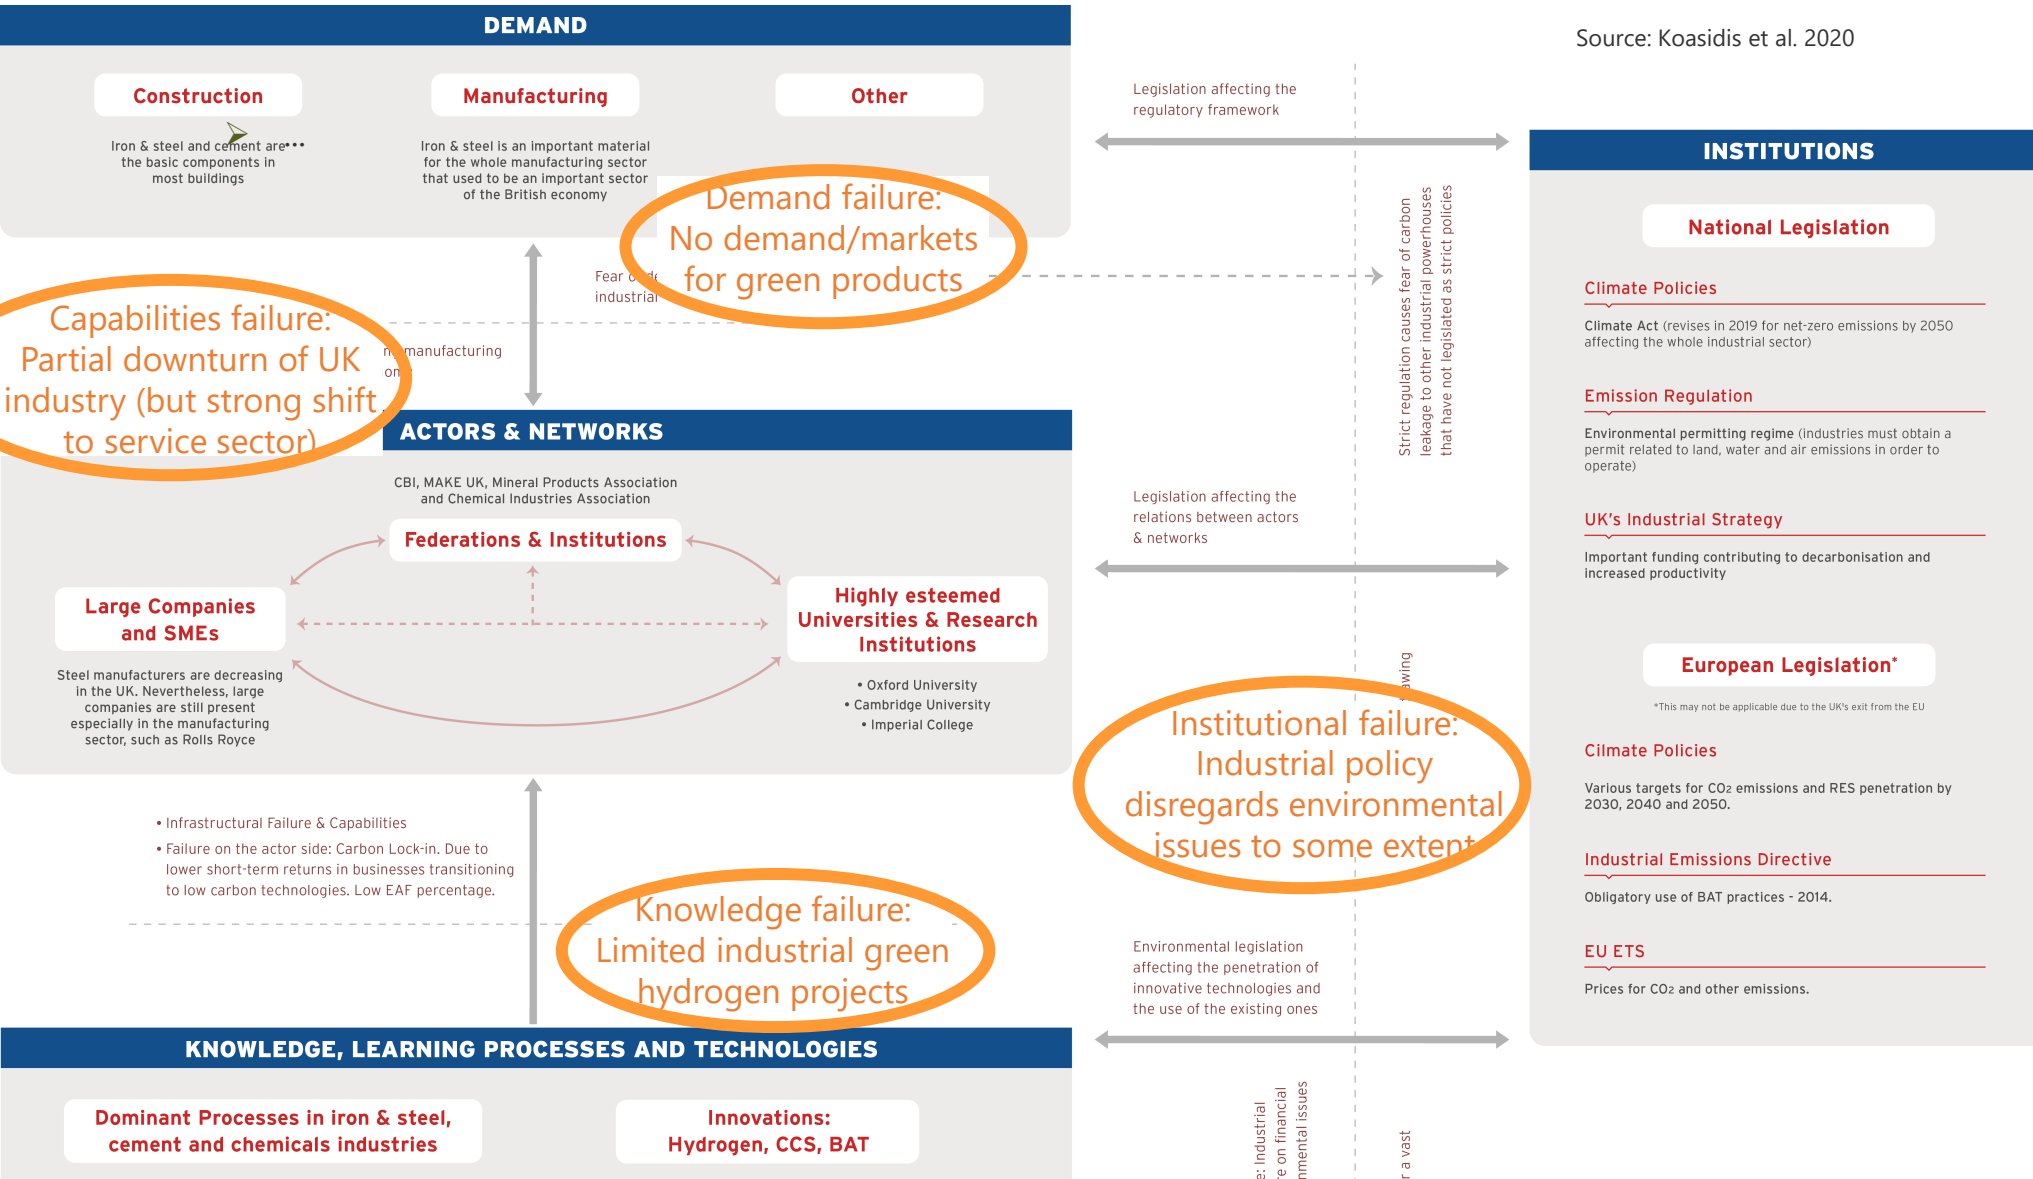 DEMAND
Source: Koasidis et al. 2020
Construction
Iron & steel and cement are•••
the basic components in
most buildings
Manufacturing
Iron & steel is an important material
for the whole manufacturing sector
that used to be an important sector
of the British economy
Other
Demand failure:
No demand/markets
for green products
Fear
industrial
Capabilities failure:
Partial downturn of UK
industry (but strong shift
to service sector)
manufacturing
Legislation affecting the
regulatory framework
Strict regulation causes fear of carbon
leakage to other industrial powerhouses
that have not legislated as strict policies
ACTORS & NETWORKS
CBI, MAKE UK, Mineral Products Association
and Chemical Industries Association
Federations & Institutions
Large Companies
and SMEs
Steel manufacturers are decreasing
in the UK. Nevertheless, large
companies are still present
especially in the manufacturing
sector, such as Rolls Royce
Highly esteemed
Universities & Research
Institutions
• Oxford University
• Cambridge University
• Imperial College
Legislation affecting the
relations between actors
& networks
Institutional failure:
Industrial policy
disregards environmental
issues to some extent
• Infrastructural Failure & Capabilities
• Failure on the actor side: Carbon Lock-in. Due to
lower short-term returns in businesses transitioning
to low carbon technologies. Low EAF percentage.
Knowledge failure:
Limited industrial green
hydrogen projects
Environmental legislation
affecting the penetration of
innovative technologies and
the use of the existing ones
KNOWLEDGE, LEARNING PROCESSES AND TECHNOLOGIES
Dominant Processes in iron & steel,
cement and chemicals industries
Innovations:
Hydrogen, CCS, BAT
Industrial
on financial
issues
a vast
INSTITUTIONS
National Legislation
Climate Policies
Climate Act (revises in 2019 for net-zero emissions by 2050
affecting the whole industrial sector)
Emission Regulation
Environmental permitting regime (industries must obtain a
permit related to land, water and air emissions in order to
operate)
UK's Industrial Strategy
Important funding contributing to decarbonisation and
increased productivity
European Legislation*
*This may not be applicable due to the UK's exit from the EU
Cilmate Policies
Various targets for CO2 emissions and RES penetration by
2030, 2040 and 2050.
Industrial Emissions Directive
Obligatory use of BAT practices - 2014.
EU ETS
Prices for CO2 and other emissions.